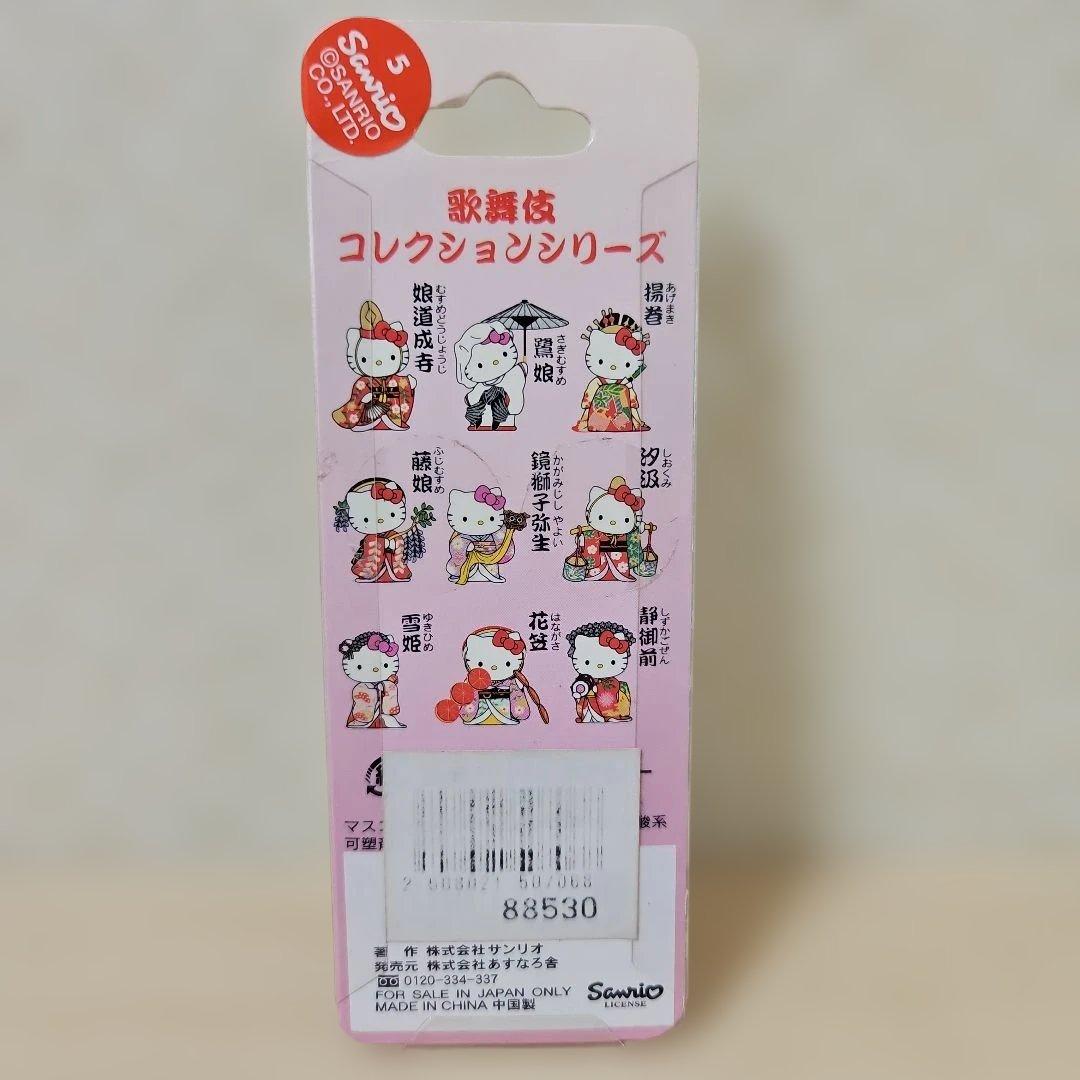 5
Sanrio
©SANRIO
CO., LTD.
歌舞伎
コレクションシリーズ
娘道成寺
むすめどうじょうじ
鷺娘
さぎむすめ
揚巻
あげまき
藤娘
ふじむすめ
鏡獅子弥生
かがみじし やよい
汐汲
しおくみ
雪姫
ゆきひめ
花笠
はながさ
静御前
しずかごぜん
マスコ
酸系
可塑剤
88530
著 作 株式会社サンリオ
発売元 株式会社あすなろ舎
0120-334-337
FOR SALE IN JAPAN ONLY
MADE IN CHINA 中国製
Sanrio
LICENSE